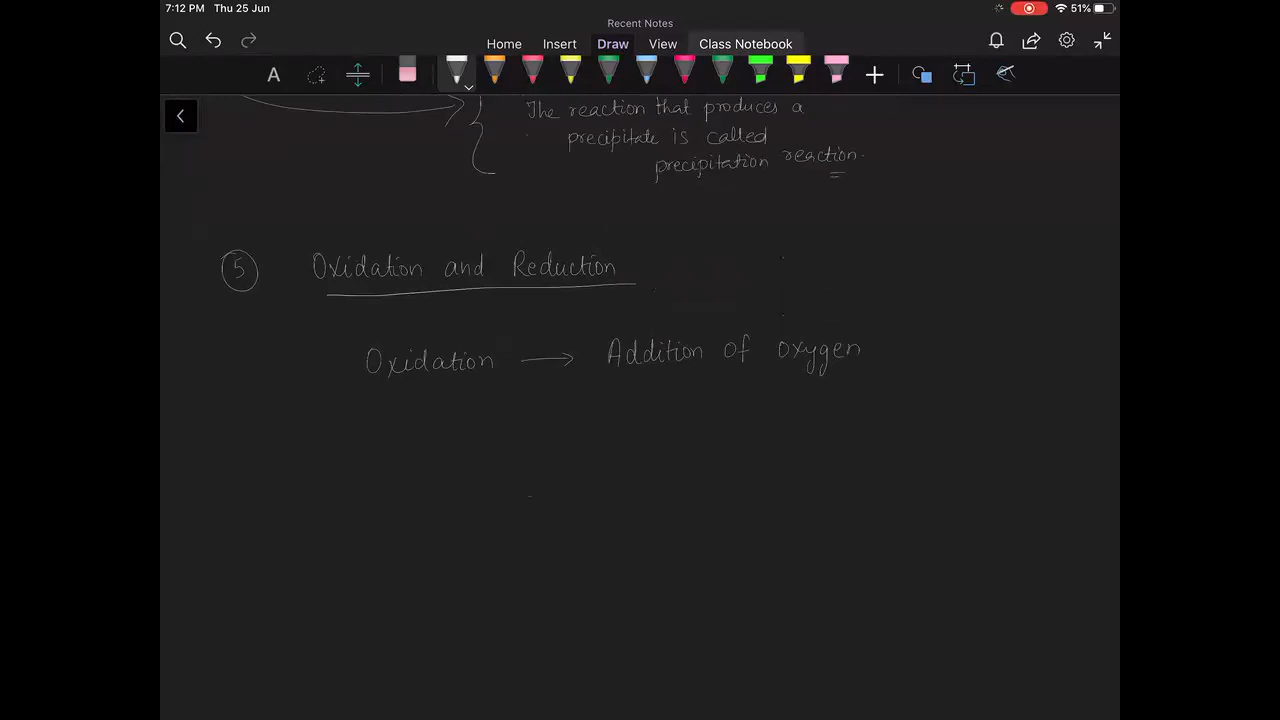 7:12 PM Thu 25 Jun
51%
Recent Notes
Home Insert Draw View Class Notebook
A
The reaction that produces a
precipitate is called
precipitation reaction.
5 Oxidation and Reduction
Oxidation → Addition of oxygen